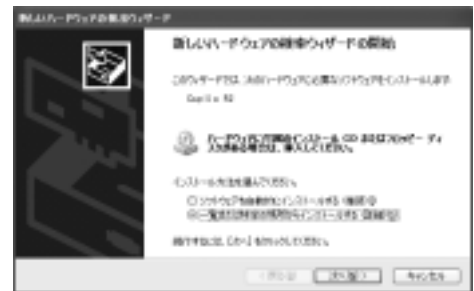 新しいハードウェアの検索ウィザード
新しいハードウェアの検索ウィザードの開始
このウィザードでは、次のハードウェアに必要なソフトウェアをインストールします:
ハードウェアに付属のインストール CD またはフロッピー ディ
スクがある場合は、挿入してください。
インストール方法を選んでください。
ソフトウェアを自動的にインストールする (推奨)(I)
一覧または特定の場所からインストールする (詳細)(S)
続行するには、[次へ] をクリックしてください。
< 戻る(B)
次へ(N) >
キャンセル